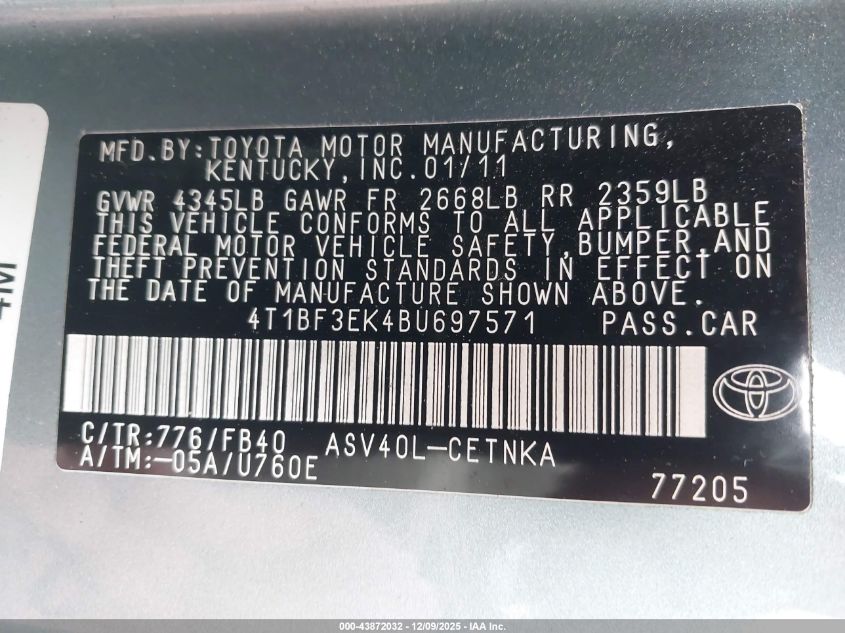 MFD.BY:TOYOTA MOTOR MANUFACTURING,
KENTUCKY,INC.01/11
GVWR 4345LB GAWR FR 2668LB RR 2359LB
THIS VEHICLE CONFORMS TO ALL APPLICABLE
FEDERAL MOTOR VEHICLE SAFETY,BUMPER,AND
THEFT PREVENTION STANDARDS IN EFFECT ON
THE DATE OF MANUFACTURE SHOWN ABOVE.
4T1BF3EK4BU697571 PASS.CAR
C/TR:776/FB40 ASV40L-CETNKA
A/TM:-05A/U760E
77205
000-43872032 - 12/09/2025 - IAA Inc.